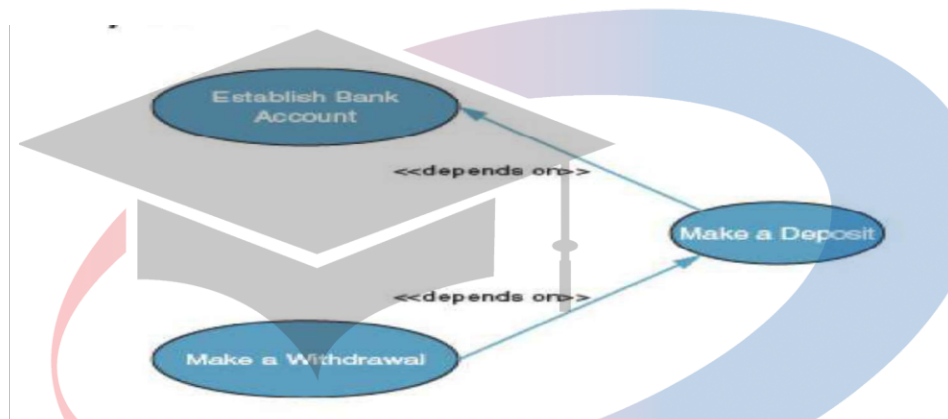 Establish Bank
Account
<<depends on>>
Make a Deposit
<<depends on>>
Make a Withdrawal